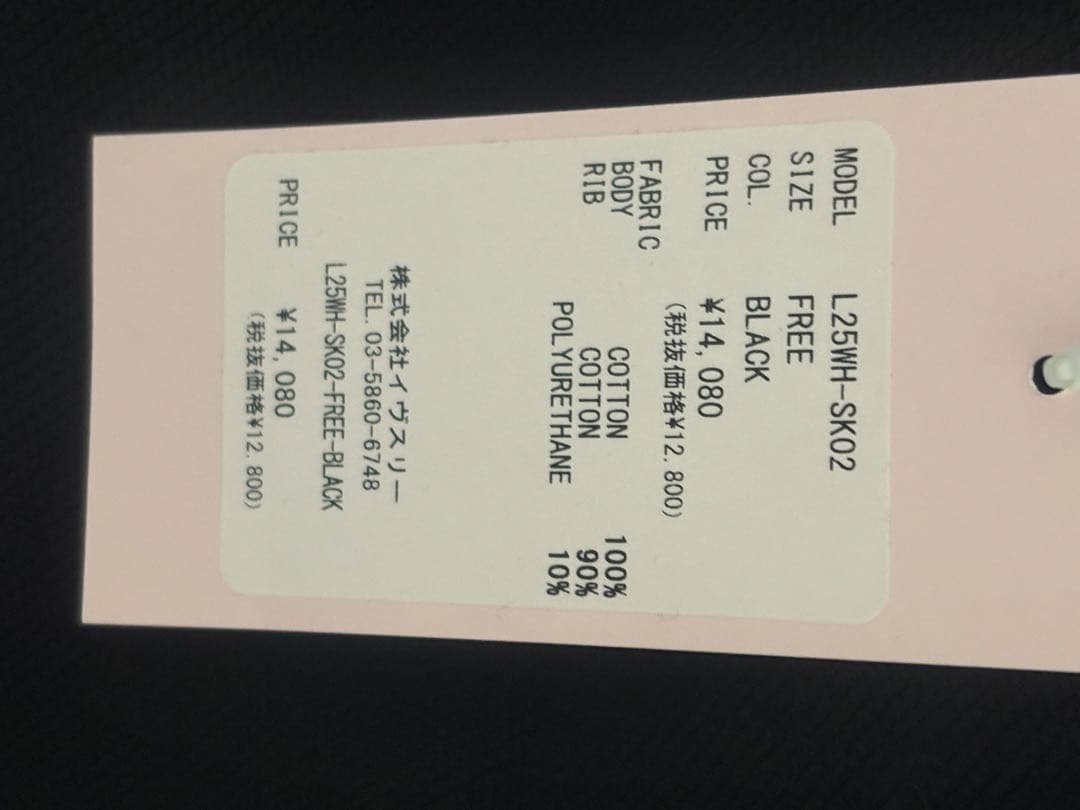 MODEL L25WH-SK02
SIZE FREE
COL. BLACK
PRICE ¥14,080
(税抜価格¥12.800)
FABRIC
BODY COTTON 100%
RIB COTTON 90%
POLYURETHANE 10%
株式会社イヴスリー
TEL.03-5860-6748
L25WH-SK02-FREE-BLACK
PRICE ¥14,080
(税抜価格¥12.800)